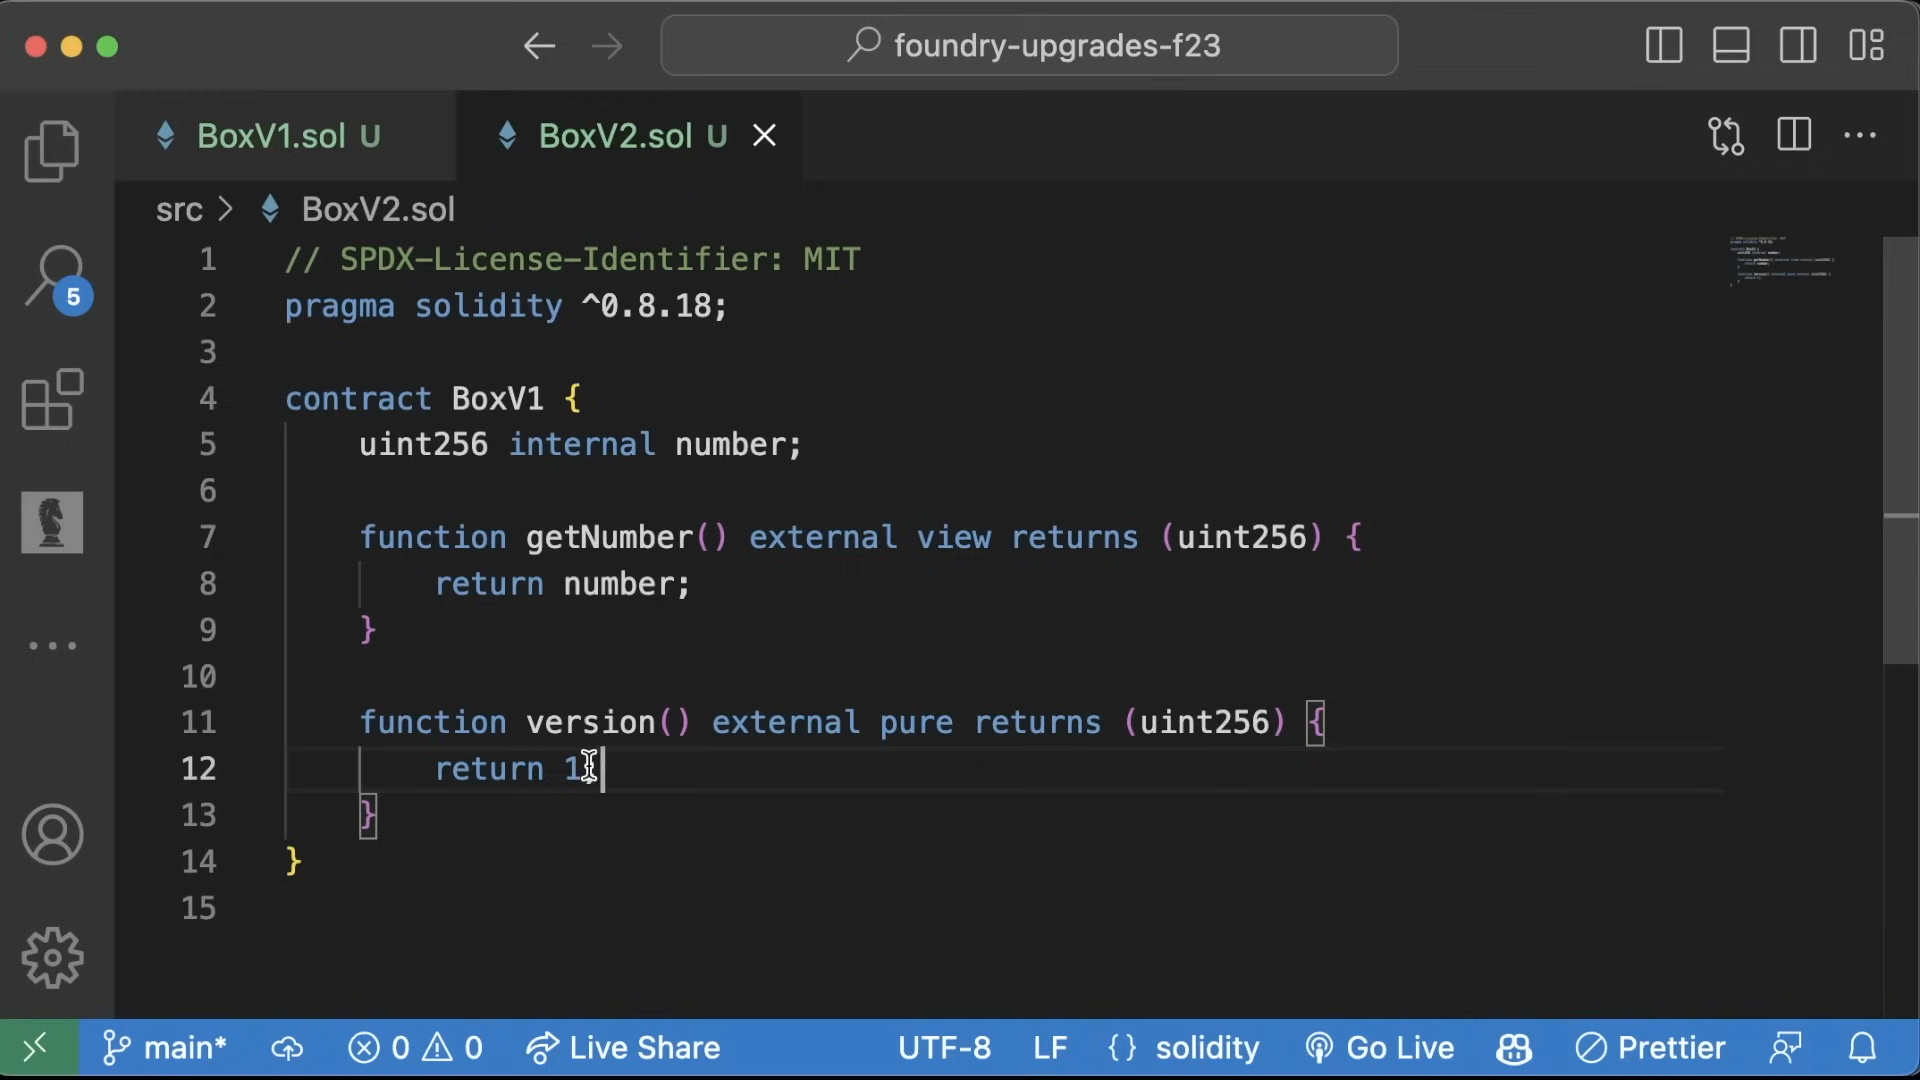 foundry-upgrades-f23
BoxV1.sol U
BoxV2.sol U
src > BoxV2.sol
5
1 // SPDX-License-Identifier: MIT
2 pragma solidity ^0.8.18;
3
4 contract BoxV1 {
5 uint256 internal number;
6
7 function getNumber() external view returns (uint256) {
8 return number;
9 }
10
11 function version() external pure returns (uint256) {
12 return 1
13 }
14 }
15
main* 0 0 Live Share UTF-8 LF {} solidity Go Live Prettier